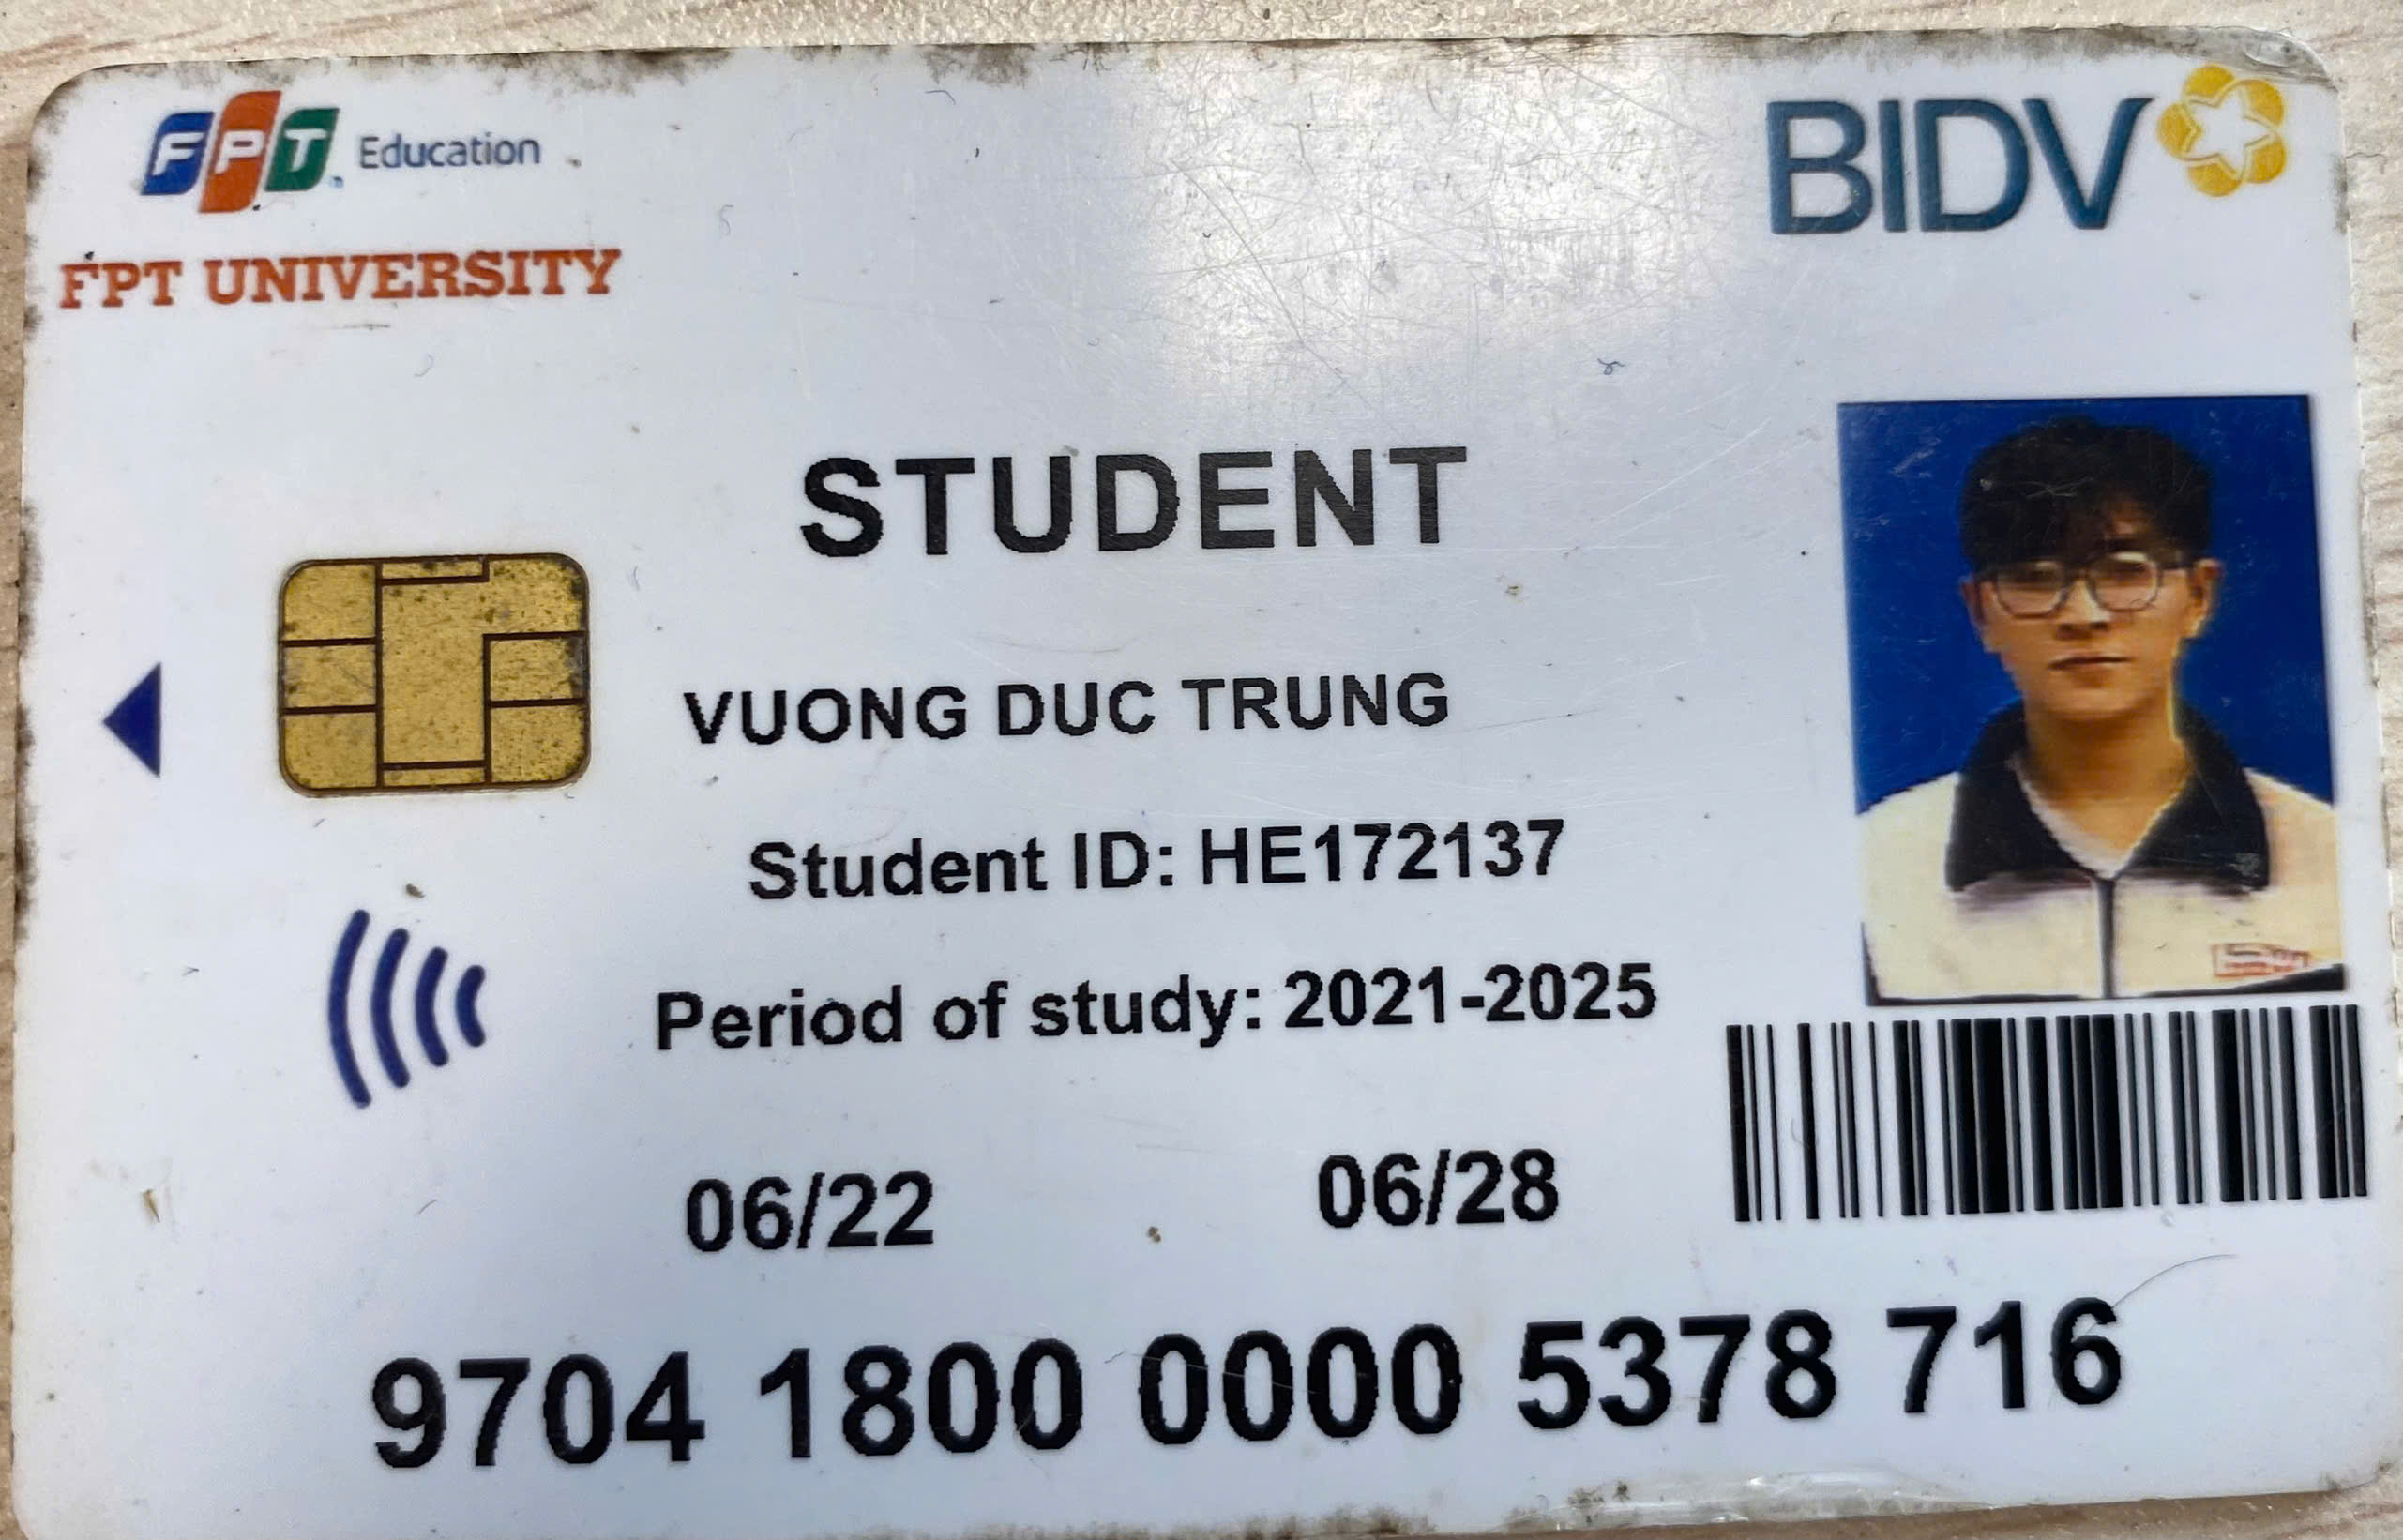 FPT Education
BIDV
FPT UNIVERSITY
STUDENT
VUONG DUC TRUNG
Student ID: HE172137
Period of study: 2021-2025
06/22 06/28
9704 1800 0000 5378 716